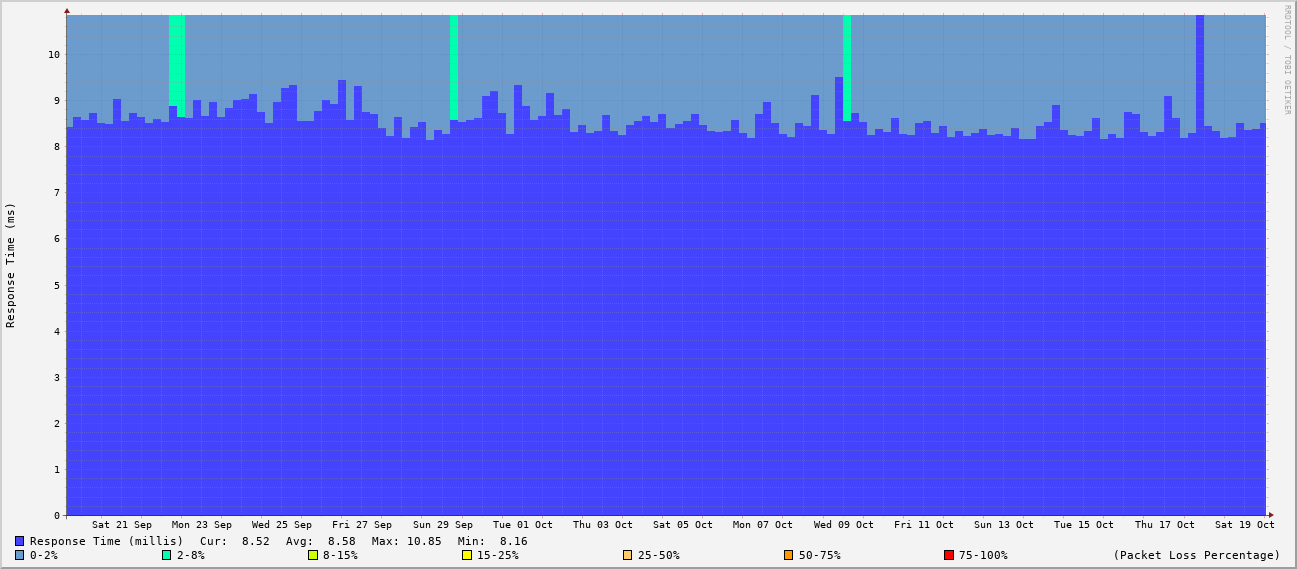 RRDTOOL / TOBI OETIKER
Response Time (ms)
10
9
8
7
6
5
4
3
2
1
0
Sat 21 Sep Mon 23 Sep Wed 25 Sep Fri 27 Sep Sun 29 Sep Tue 01 Oct Thu 03 Oct Sat 05 Oct Mon 07 Oct Wed 09 Oct Fri 11 Oct Sun 13 Oct Tue 15 Oct Thu 17 Oct Sat 19 Oct
Response Time (millis) Cur: 8.52 Avg: 8.58 Max: 10.85 Min: 8.16
0-2% 2-8% 8-15% 15-25% 25-50% 50-75% 75-100% (Packet Loss Percentage)